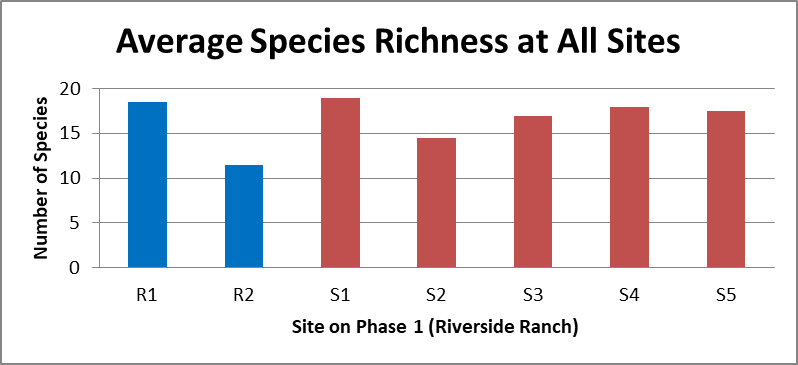 Average Species Richness at All Sites
Number of Species
20
15
10
5
0
R1 R2 S1 S2 S3 S4 S5
Site on Phase 1 (Riverside Ranch)